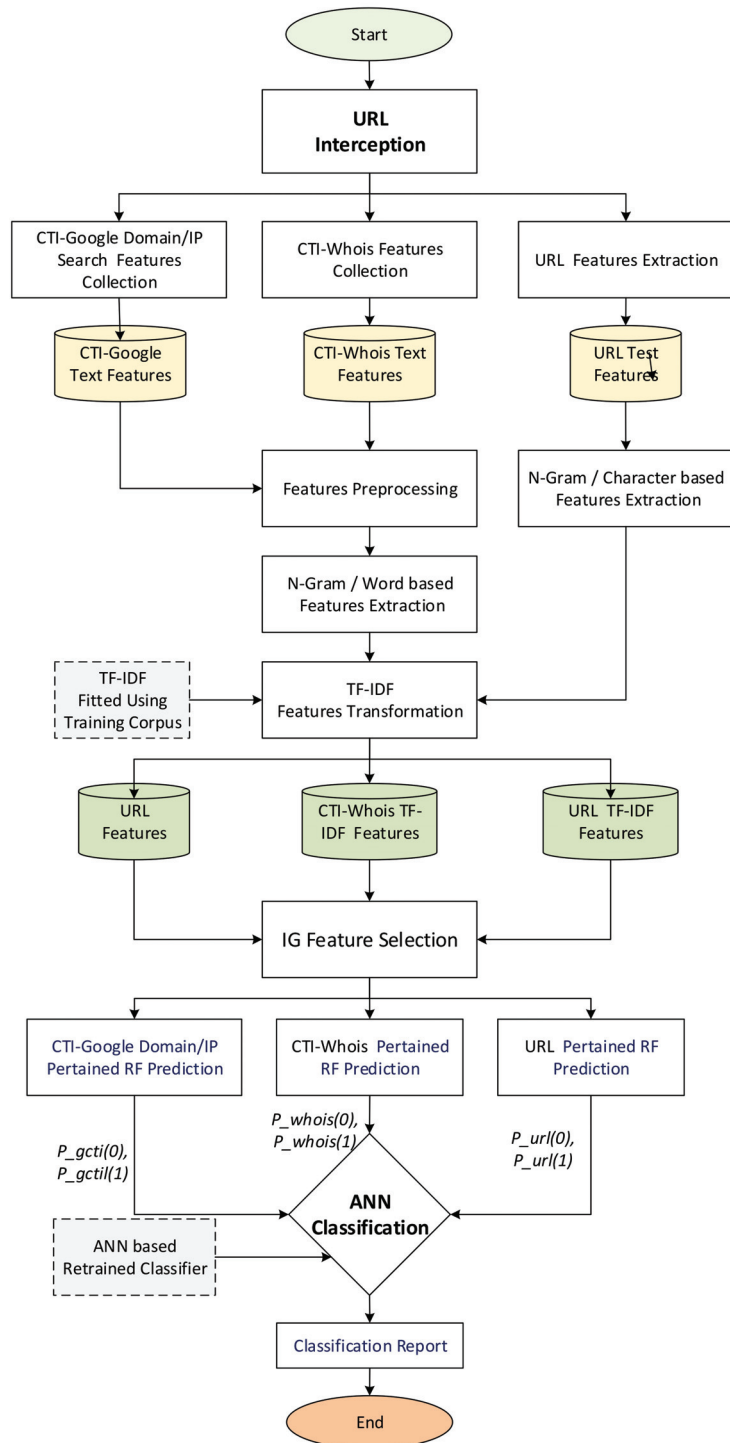 Start
URL
Interception
CTI-Google Domain/IP
Search Features
Collection
CTI-Whois Features
Collection
URL Features Extraction
CTI-Google
Text Features
CTI-Whois Text
Features
URL Test
Features
Features Preprocessing
N-Gram / Character based
Features Extraction
N-Gram / Word based
Features Extraction
TF-IDF
Fitted Using
Training Corpus
TF-IDF
Features Transformation
URL
Features
CTI-Whois TF-
IDF Features
URL TF-IDF
Features
IG Feature Selection
CTI-Google Domain/IP
Pertained RF Prediction
CTI-Whois Pertained
RF Prediction
URL Pertained RF
Prediction
P_gcti(0),
P_gctil(1)
P_whois(0),
P_whois(1)
P_url(0),
P_url(1)
ANN
Classification
ANN based
Retrained Classifier
Classification Report
End